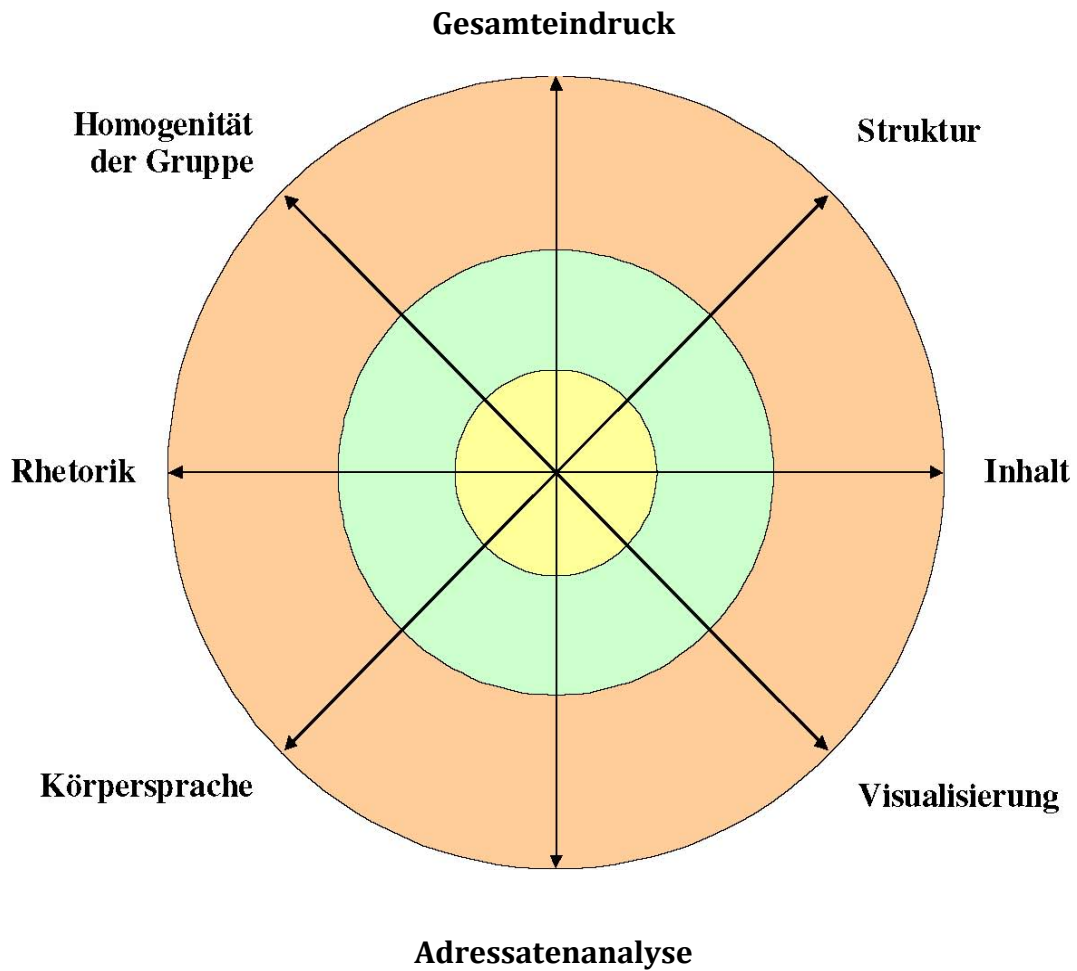 Gesamteindruck
Homogenität
der Gruppe
Struktur
Rhetorik
Inhalt
Körpersprache
Visualisierung
Adressatenanalyse